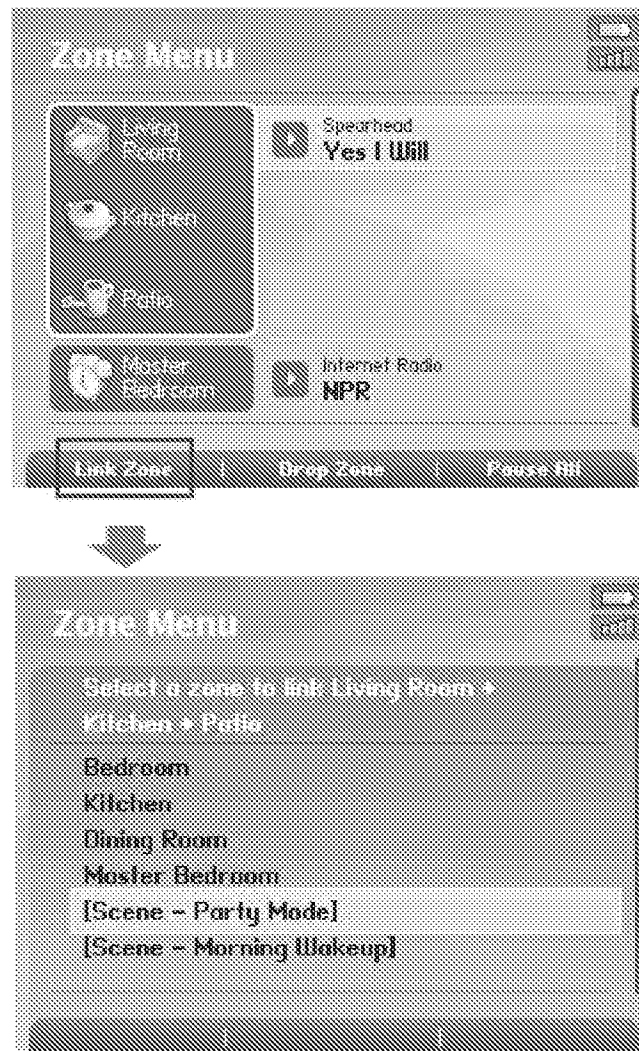 Zone Menu
Living
Room
Spearhead
Yes I Will
Kitchen
Patio
Master
Bedroom
Internet Radio
NPR
Link Zone
Drop Zone
Pause All
Zone Menu
Select a zone to link Living Room +
Kitchen + Patio
Bedroom
Kitchen
Dining Room
Master Bedroom
[Scene – Party Mode]
[Scene – Morning Wakeup]